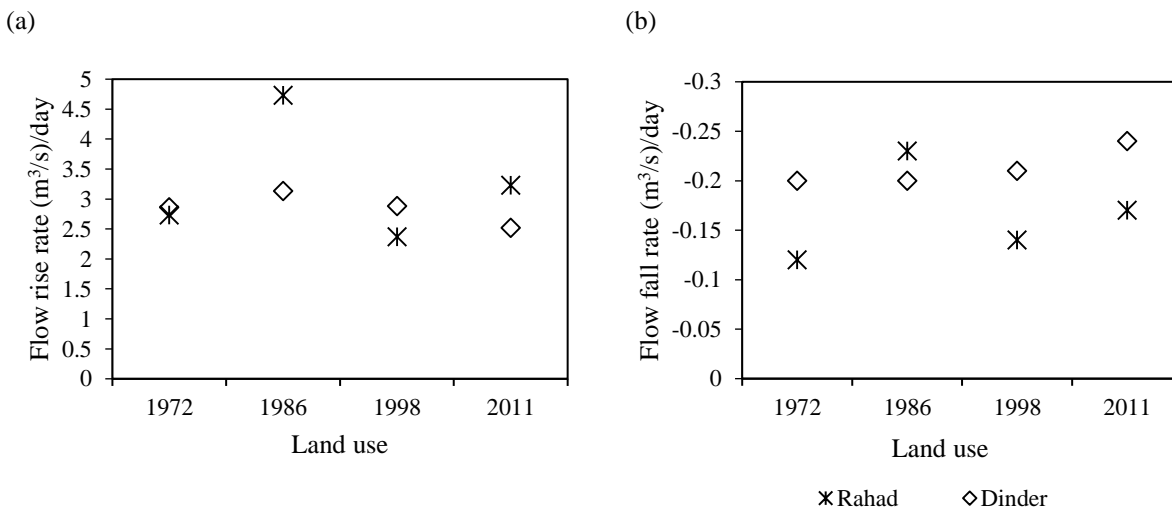 (a)
Flow rise rate (m³/s)/day
5
4.5
4
3.5
3
2.5
2
1.5
1
0.5
0
1972 1986 1998 2011
Land use
(b)
Flow fall rate (m³/s)/day
-0.3
-0.25
-0.2
-0.15
-0.1
-0.05
0
1972 1986 1998 2011
Land use
Rahad Dinder